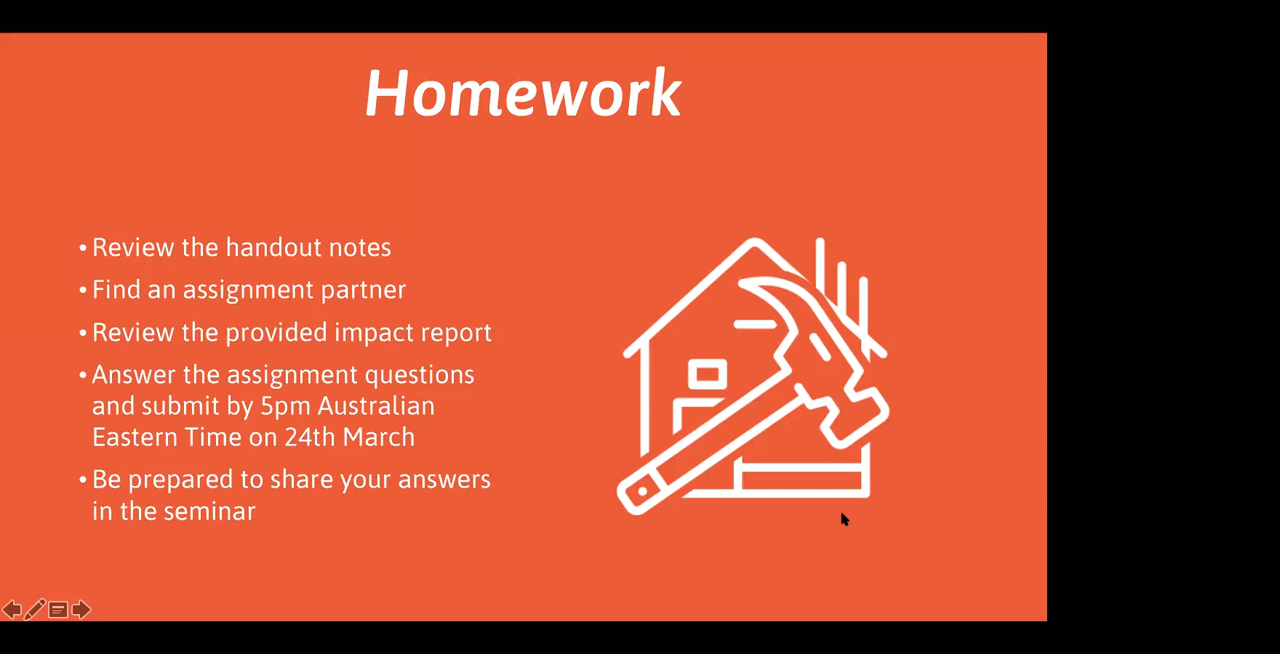 Homework
• Review the handout notes
• Find an assignment partner
• Review the provided impact report
• Answer the assignment questions
and submit by 5pm Australian
Eastern Time on 24th March
• Be prepared to share your answers
in the seminar